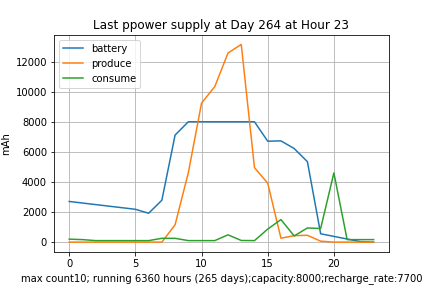 Last ppower supply at Day 264 at Hour 23
battery
produce
consume
mAh
12000
10000
8000
6000
4000
2000
0
0 5 10 15 20
max count10; running 6360 hours (265 days);capacity:8000;recharge_rate:7700